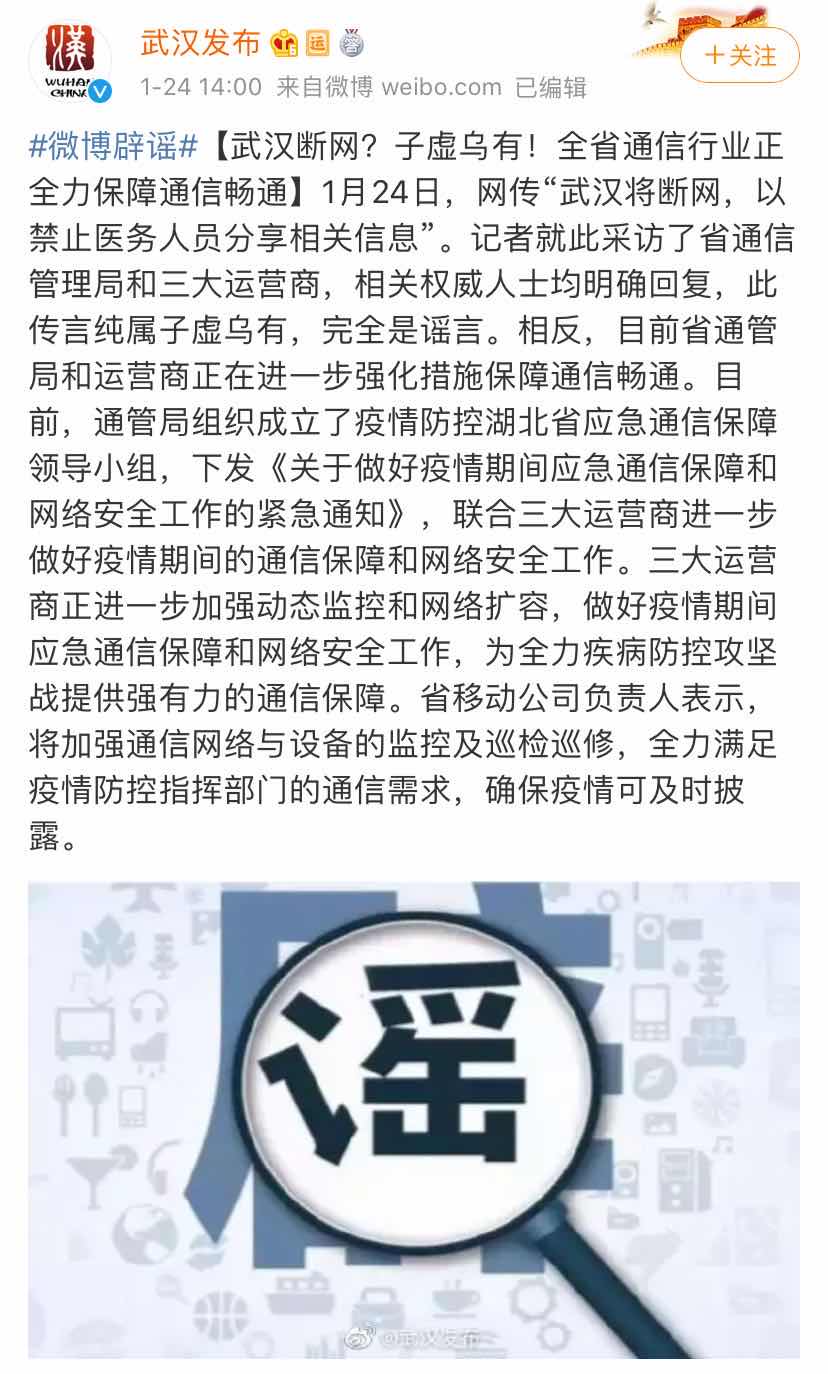 武汉发布
1-24 14:00 来自微博 weibo.com 已编辑
+关注
漢
WUHAN
CHINA
#微博辟谣#【武汉断网？子虚乌有！全省通信行业正
全力保障通信畅通】1月24日，网传“武汉将断网，以
禁止医务人员分享相关信息”。记者就此采访了省通信
管理局和三大运营商，相关权威人士均明确回复，此
传言纯属子虚乌有，完全是谣言。相反，目前省通管
局和运营商正在进一步强化措施保障通信畅通。目
前，通管局组织成立了疫情防控湖北省应急通信保障
领导小组，下发《关于做好疫情期间应急通信保障和
网络安全工作的紧急通知》，联合三大运营商进一步
做好疫情期间的通信保障和网络安全工作。三大运营
商正进一步加强动态监控和网络扩容，做好疫情期间
应急通信保障和网络安全工作，为全力疾病防控攻坚
战提供强有力的通信保障。省移动公司负责人表示，
将加强通信网络与设备的监控及巡检巡修，全力满足
疫情防控指挥部门的通信需求，确保疫情可及时披
露。
谣
@武汉发布